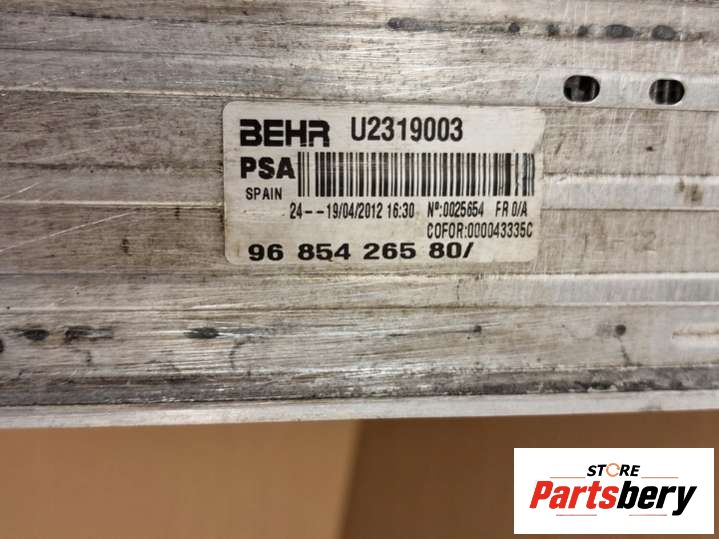 BEHR U2319003
PSA
SPAIN
24--19/04/2012 16:30 Nº:0025654 FR 0/A
COFOR:000043335C
96 854 265 80/
STORE
Partsbery